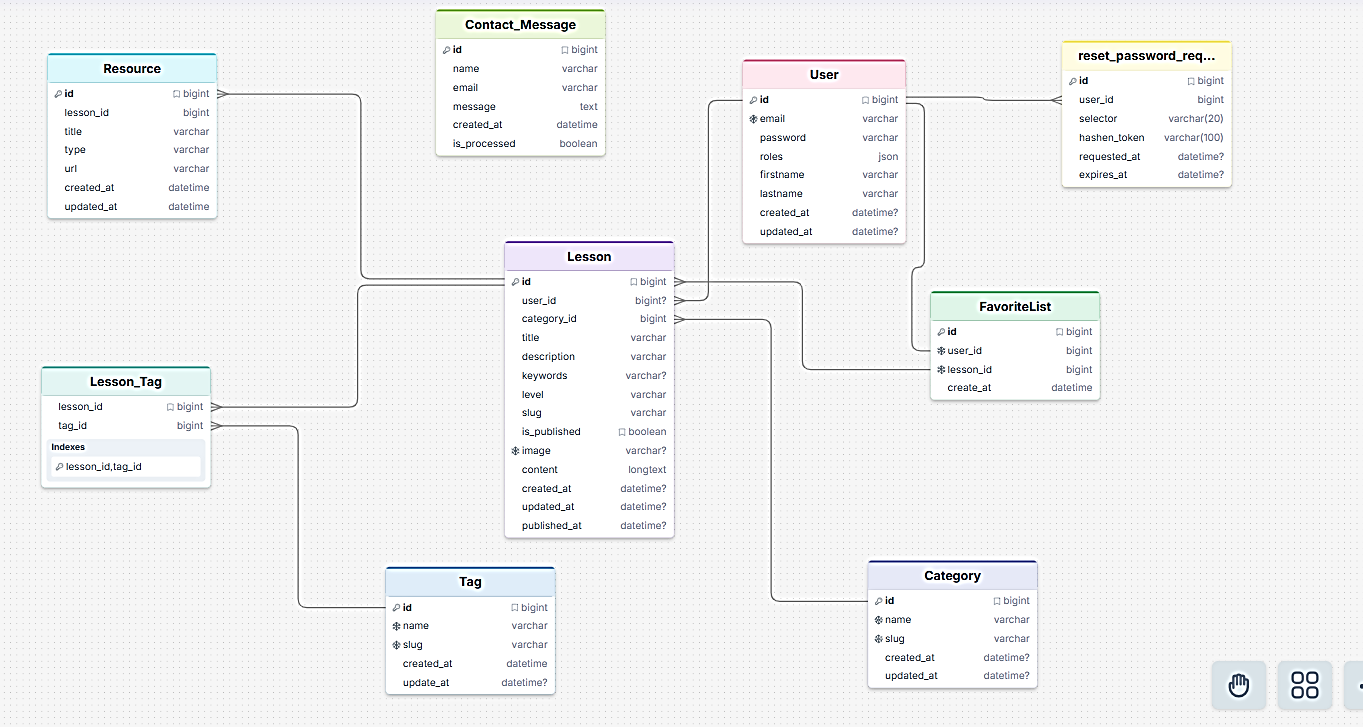 Contact_Message
id bigint
name varchar
email varchar
message text
created_at datetime
is_processed boolean
Resource
id bigint
lesson_id bigint
title varchar
type varchar
url varchar
created_at datetime
updated_at datetime
User
id bigint
email varchar
password varchar
roles json
firstname varchar
lastname varchar
created_at datetime?
updated_at datetime?
reset_password_req...
id bigint
user_id bigint
selector varchar(20)
hashen_token varchar(100)
requested_at datetime?
expires_at datetime?
Lesson
id bigint
user_id bigint?
category_id bigint
title varchar
description varchar
keywords varchar?
level varchar
slug varchar
is_published boolean
image varchar?
content longtext
created_at datetime?
updated_at datetime?
published_at datetime?
FavoriteList
id bigint
user_id bigint
lesson_id bigint
create_at datetime
Lesson_Tag
lesson_id bigint
tag_id bigint
Indexes
lesson_id,tag_id
Tag
id bigint
name varchar
slug varchar
created_at datetime
update_at datetime?
Category
id bigint
name varchar
slug varchar
created_at datetime?
updated_at datetime?